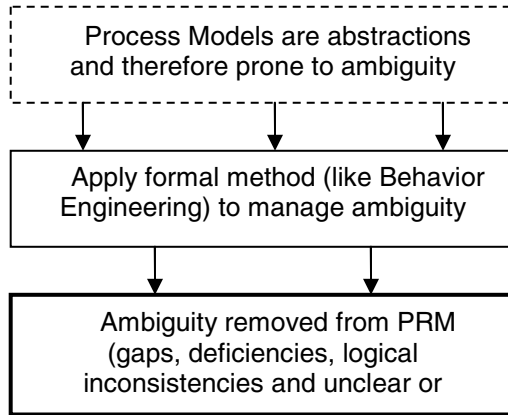 Process Models are abstractions
and therefore prone to ambiguity
Apply formal method (like Behavior
Engineering) to manage ambiguity
Ambiguity removed from PRM
(gaps, deficiencies, logical
inconsistencies and unclear or